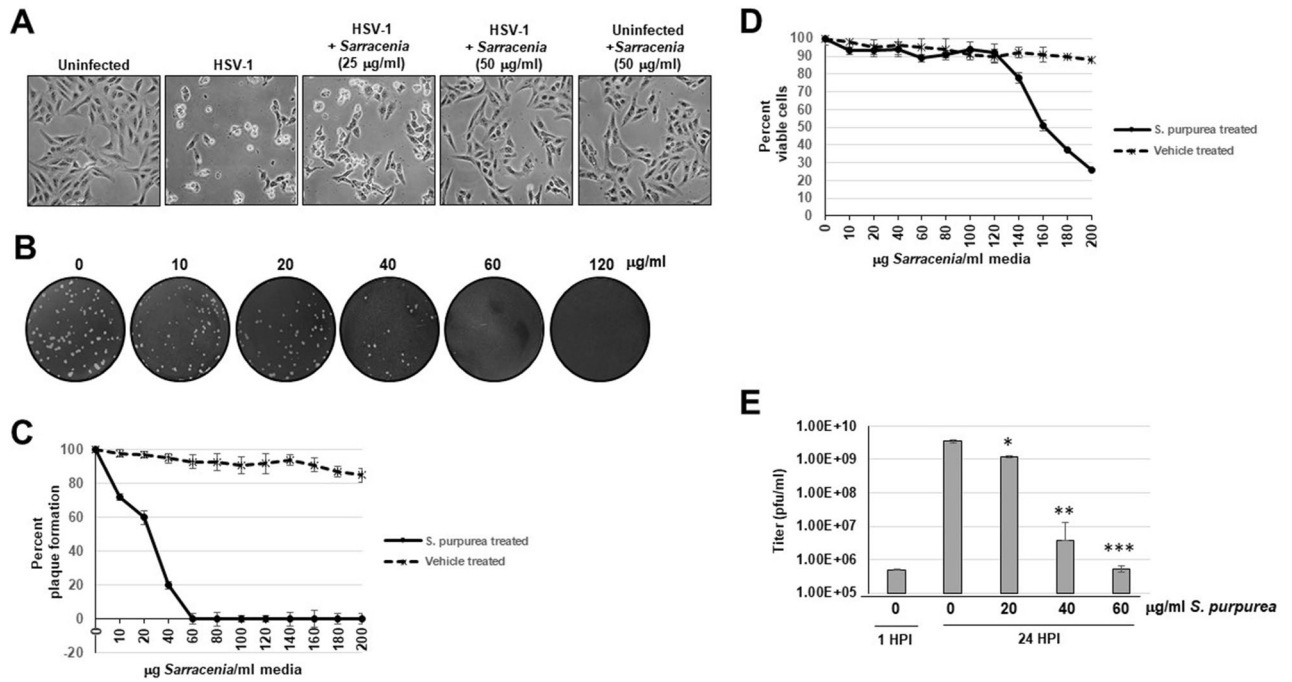 A
Uninfected
HSV-1
HSV-1
+ Sarracenia
(25 µg/ml)
HSV-1
+ Sarracenia
(50 µg/ml)
Uninfected
+Sarracenia
(50 µg/ml)
B
0 10 20 40 60 120 µg/ml
C
Percent
plaque formation
100
80
60
40
20
0
-20
0 10 20 40 60 80 100 120 140 160 180 200
µg Sarracenia/ml media
S. purpurea treated
Vehicle treated
D
Percent
viable cells
100
90
80
70
60
50
40
30
20
10
0
0 10 20 40 60 80 100 120 140 160 180 200
µg Sarracenia/ml media
S. purpurea treated
Vehicle treated
E
Titer (pfu/ml)
1.00E+10
1.00E+09
1.00E+08
1.00E+07
1.00E+06
1.00E+05
*
**
***
0 0 20 40 60 µg/ml S. purpurea
1 HPI 24 HPI